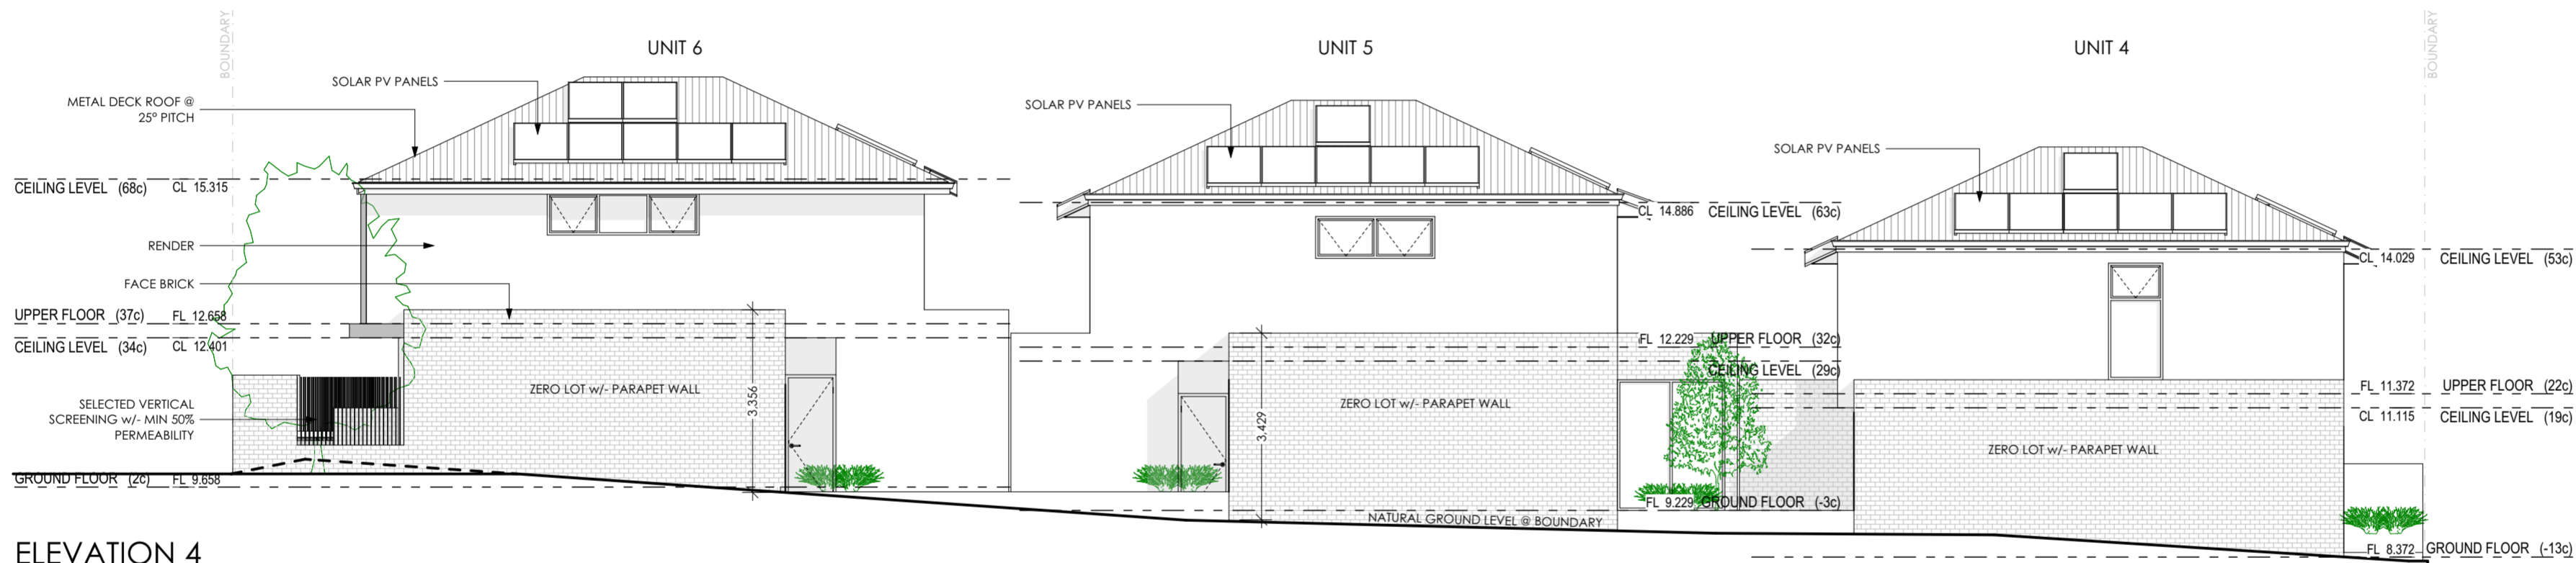 BOUNDARY
UNIT 6
UNIT 5
UNIT 4
BOUNDARY
SOLAR PV PANELS
METAL DECK ROOF @
25° PITCH
SOLAR PV PANELS
SOLAR PV PANELS
CEILING LEVEL (68c) CL 15.315
CL 14.886 CEILING LEVEL (63c)
RENDER
CL 14.029 CEILING LEVEL (53c)
FACE BRICK
UPPER FLOOR (37c) FL 12.658
CEILING LEVEL (34c) CL 12.401
FL 12.229 UPPER FLOOR (32c)
CEILING LEVEL (29c)
FL 11.372 UPPER FLOOR (22c)
CL 11.115 CEILING LEVEL (19c)
ZERO LOT w/- PARAPET WALL
3,356
ZERO LOT w/- PARAPET WALL
3,429
SELECTED VERTICAL
SCREENING w/- MIN 50%
PERMEABILITY
ZERO LOT w/- PARAPET WALL
GROUND FLOOR (2c) FL 9.658
FL 9.229 GROUND FLOOR (-3c)
NATURAL GROUND LEVEL @ BOUNDARY
FL 8.372 GROUND FLOOR (-13c)
ELEVATION 4